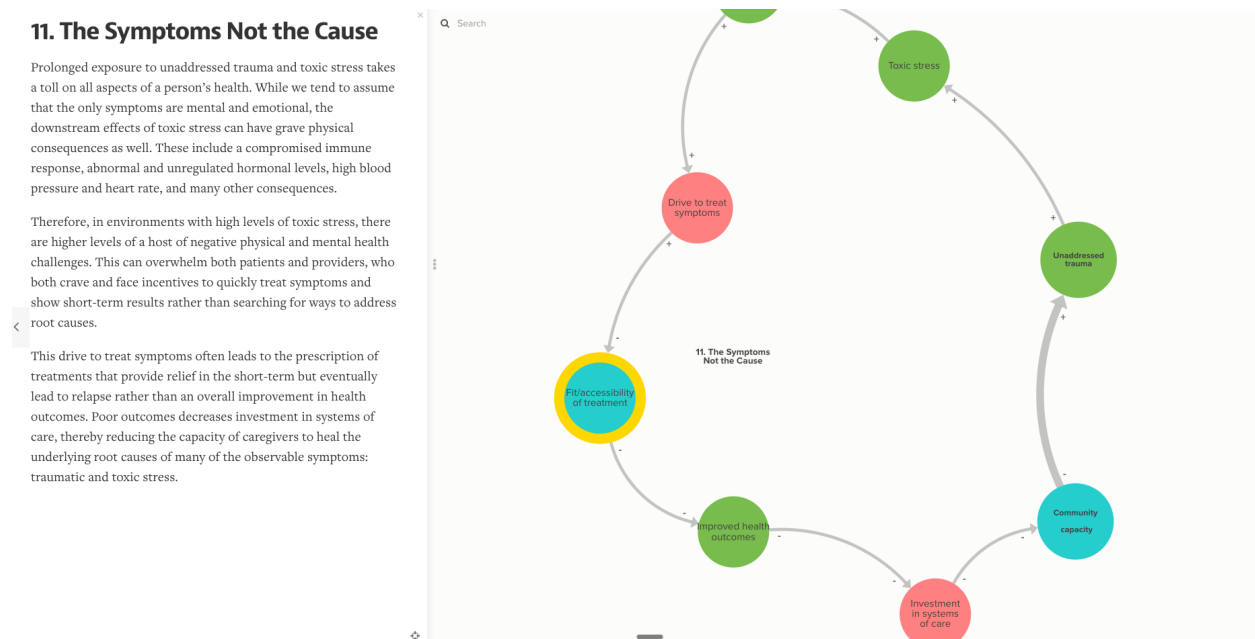 11. The Symptoms Not the Cause
Prolonged exposure to unaddressed trauma and toxic stress takes
a toll on all aspects of a person's health. While we tend to assume
that the only symptoms are mental and emotional, the
downstream effects of toxic stress can have grave physical
consequences as well. These include a compromised immune
response, abnormal and unregulated hormonal levels, high blood
pressure and heart rate, and many other consequences.
Therefore, in environments with high levels of toxic stress, there
are higher levels of a host of negative physical and mental health
challenges. This can overwhelm both patients and providers, who
both crave and face incentives to quickly treat symptoms and
show short-term results rather than searching for ways to address
root causes.
This drive to treat symptoms often leads to the prescription of
treatments that provide relief in the short-term but eventually
lead to relapse rather than an overall improvement in health
outcomes. Poor outcomes decreases investment in systems of
care, thereby reducing the capacity of caregivers to heal the
underlying root causes of many of the observable symptoms:
traumatic and toxic stress.
Search
+
+
Toxic stress
+
+
+
Drive to treat
symptoms
+
-
Unaddressed
trauma
+
11. The Symptoms
Not the Cause
Fit/accessibility
of treatment
-
-
Community
capacity
-
Improved health
outcomes
-
-
-
-
Investment
in systems
of care